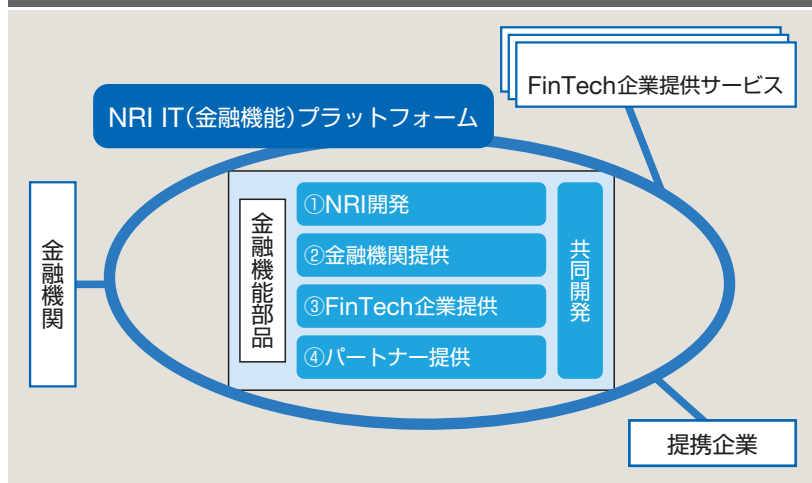 FinTech企業提供サービス
NRI IT(金融機能)プラットフォーム
金融機関
金融機能部品
①NRI開発
②金融機関提供
③FinTech企業提供
④パートナー提供
共同開発
提携企業